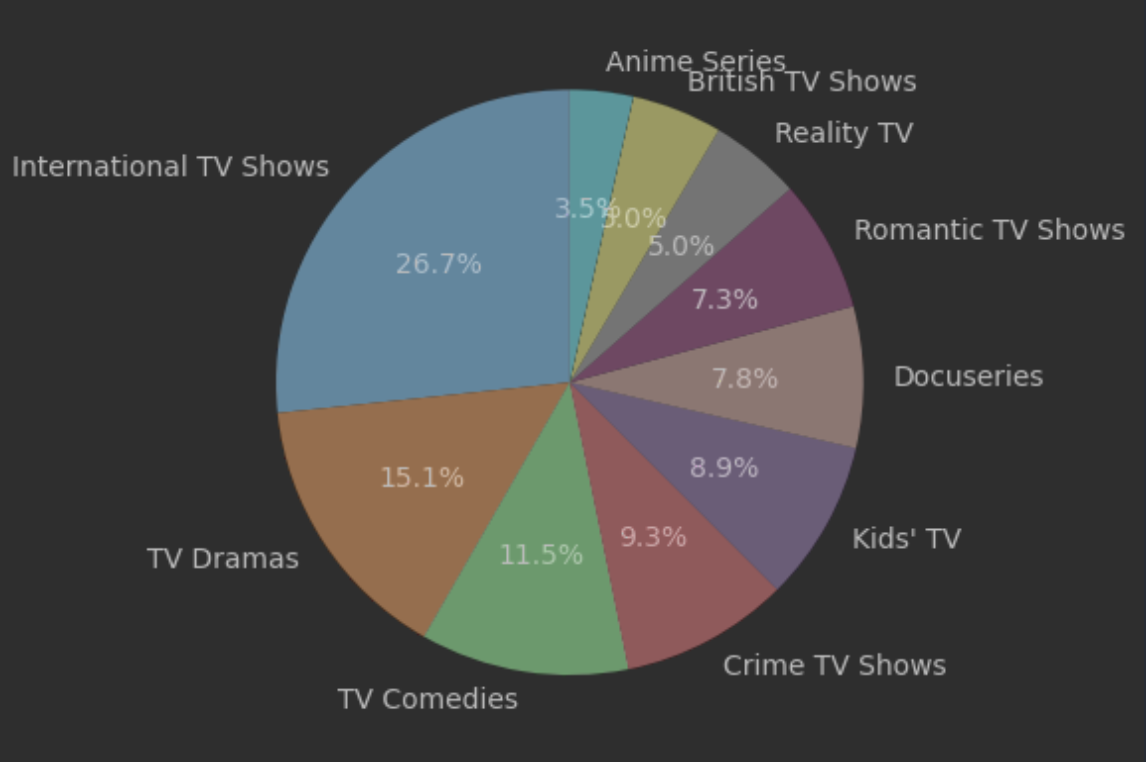 Anime Series
British TV Shows
Reality TV
International TV Shows
Romantic TV Shows
3.5%
5.0%
5.0%
26.7%
7.3%
Docuseries
7.8%
15.1%
8.9%
9.3%
Kids' TV
TV Dramas
11.5%
Crime TV Shows
TV Comedies